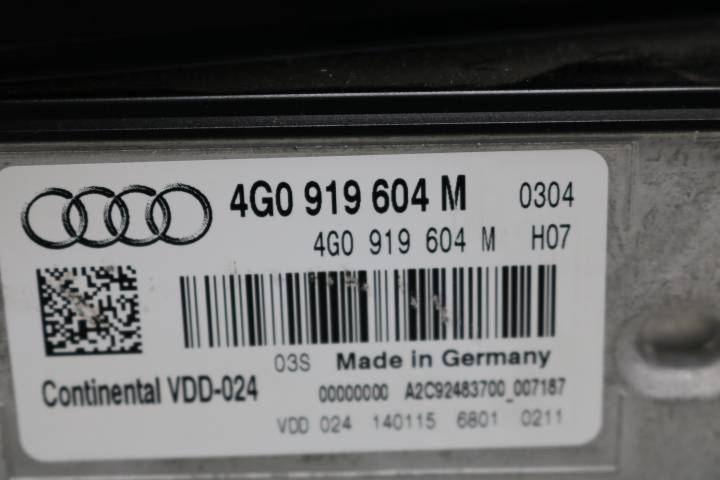 4G0 919 604 M 0304
4G0 919 604 M H07
03S Made in Germany
Continental VDD-024 00000000 A2C92483700_007187
VDD 024 140115 6801 0211